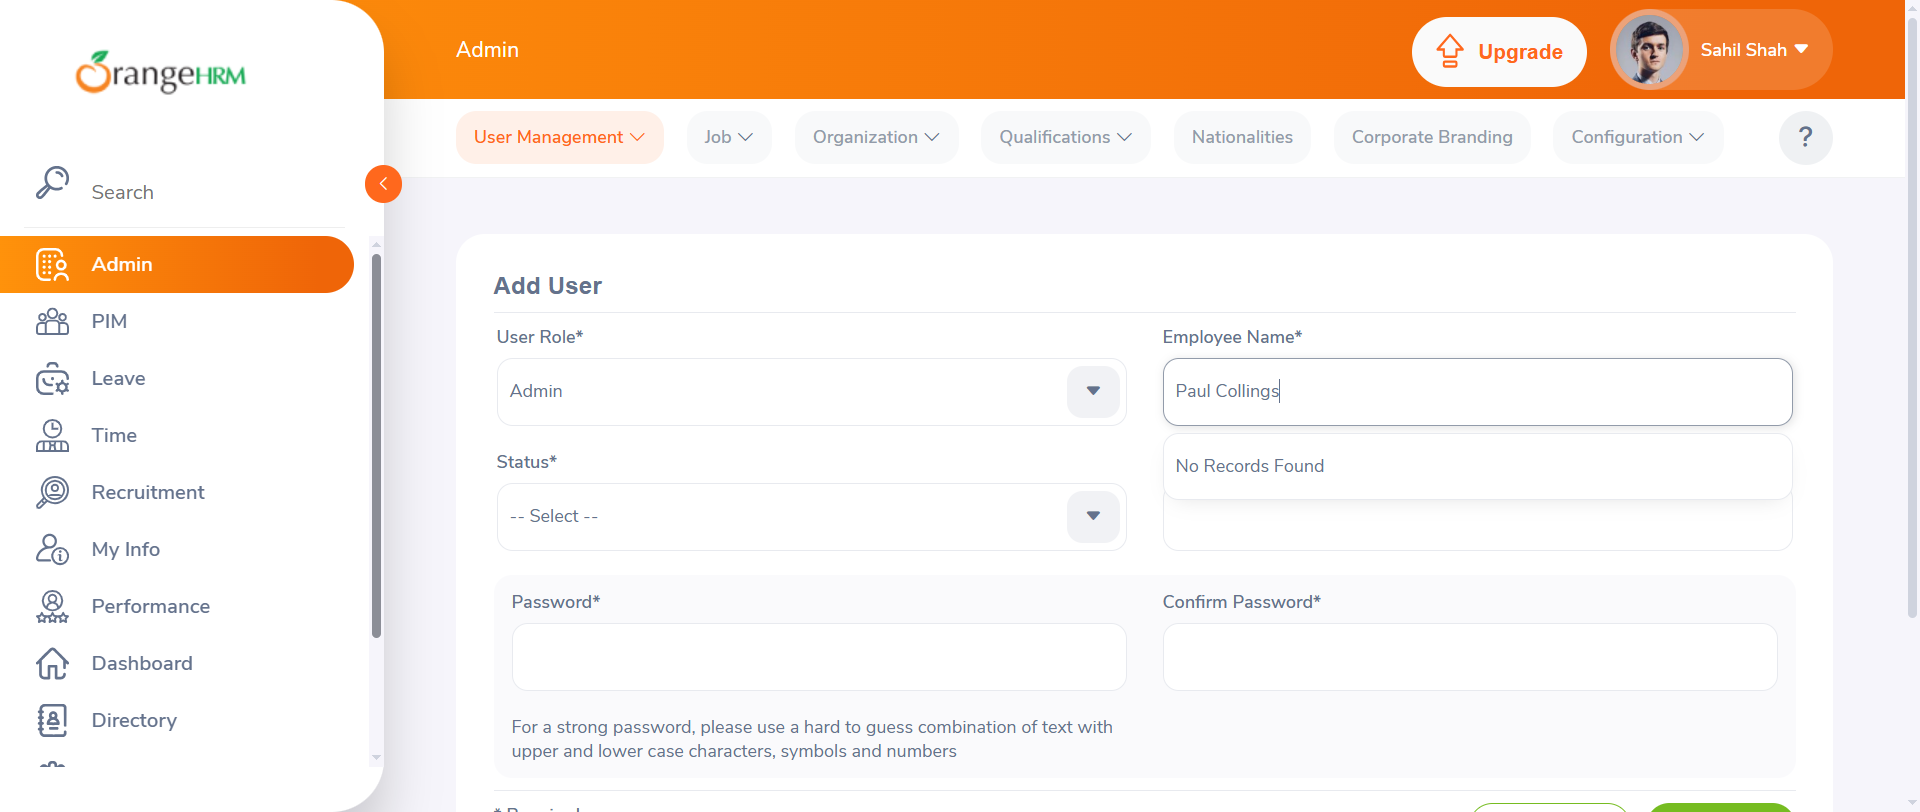 OrangeHRM
Admin
Upgrade
Sahil Shah
User Management
Job
Organization
Qualifications
Nationalities
Corporate Branding
Configuration
?
Search
Admin
PIM
Leave
Time
Recruitment
My Info
Performance
Dashboard
Directory
Add User
User Role*
Employee Name*
Admin
Paul Collings
Status*
No Records Found
-- Select --
Password*
Confirm Password*
For a strong password, please use a hard to guess combination of text with
upper and lower case characters, symbols and numbers